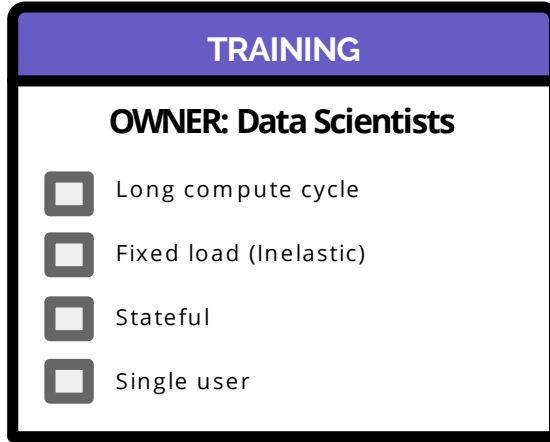 TRAINING
OWNER: Data Scientists
Long compute cycle
Fixed load (Inelastic)
Stateful
Single user